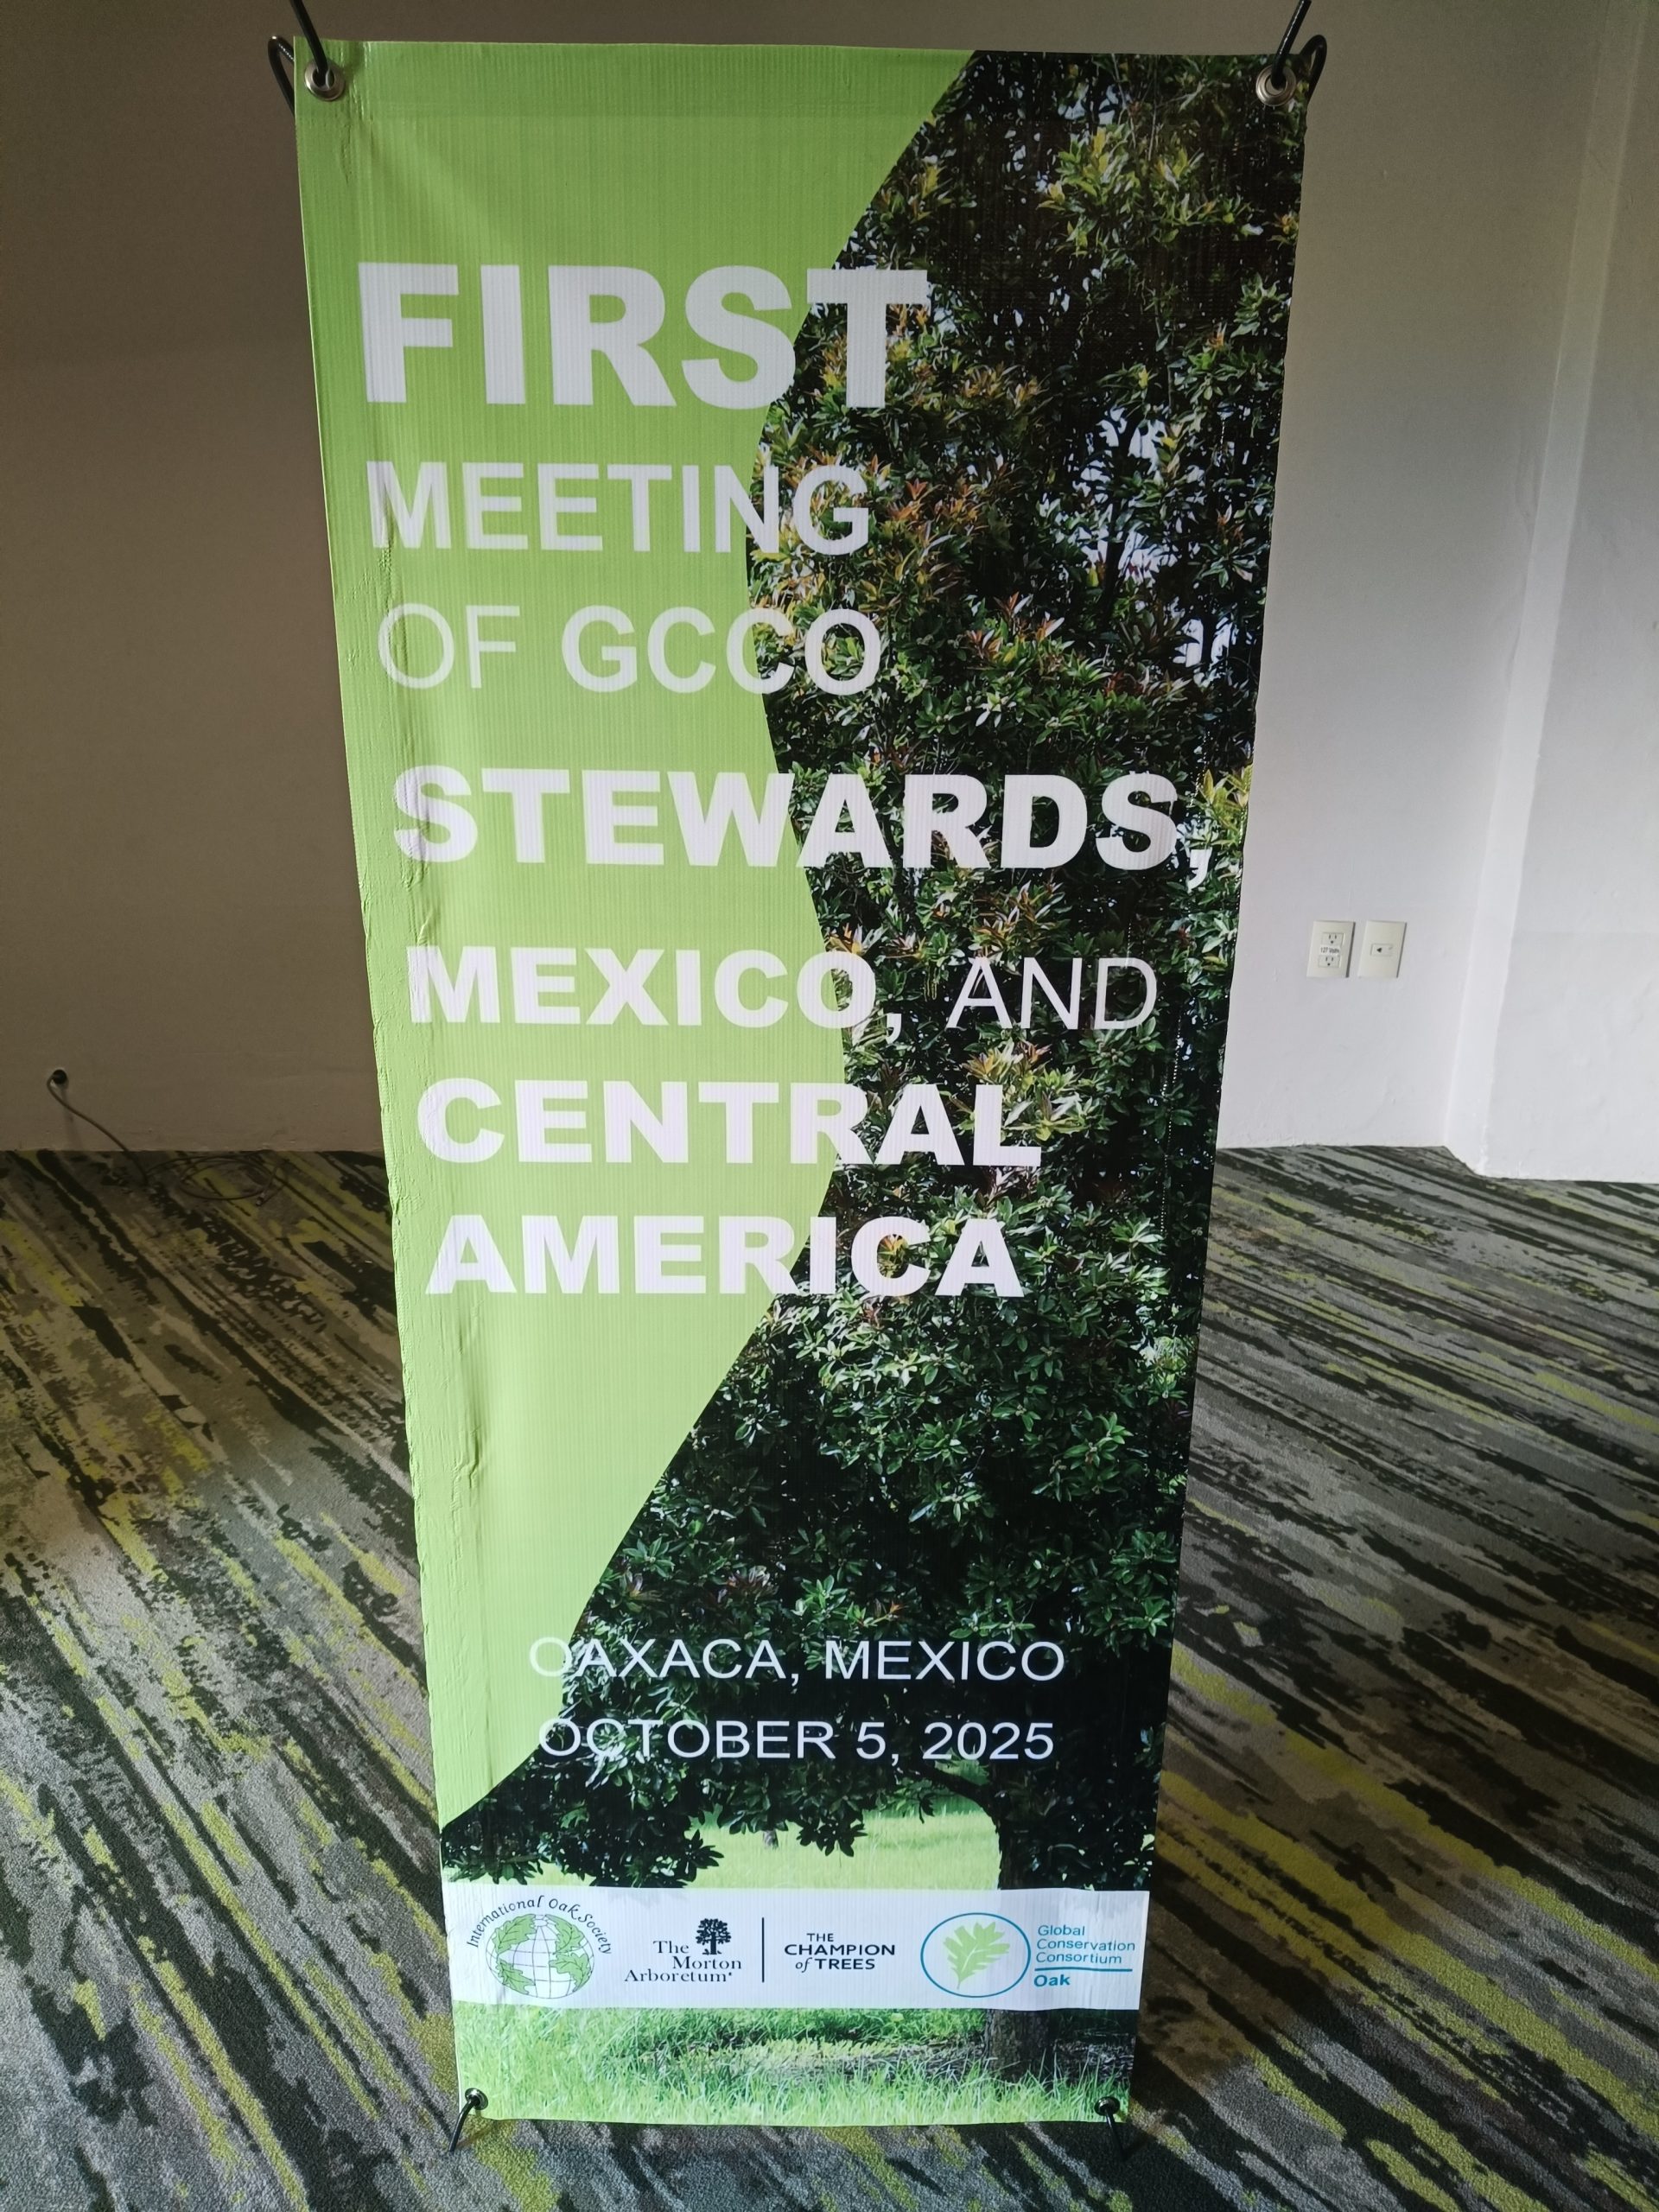 FIRST
MEETING
OF GCCO
STEWARDS,
MEXICO, AND
CENTRAL
AMERICA
OAXACA, MEXICO
OCTOBER 5, 2025
International Oak Society
The
Morton
Arboretum
THE
CHAMPION
of TREES
Global
Conservation
Consortium
Oak